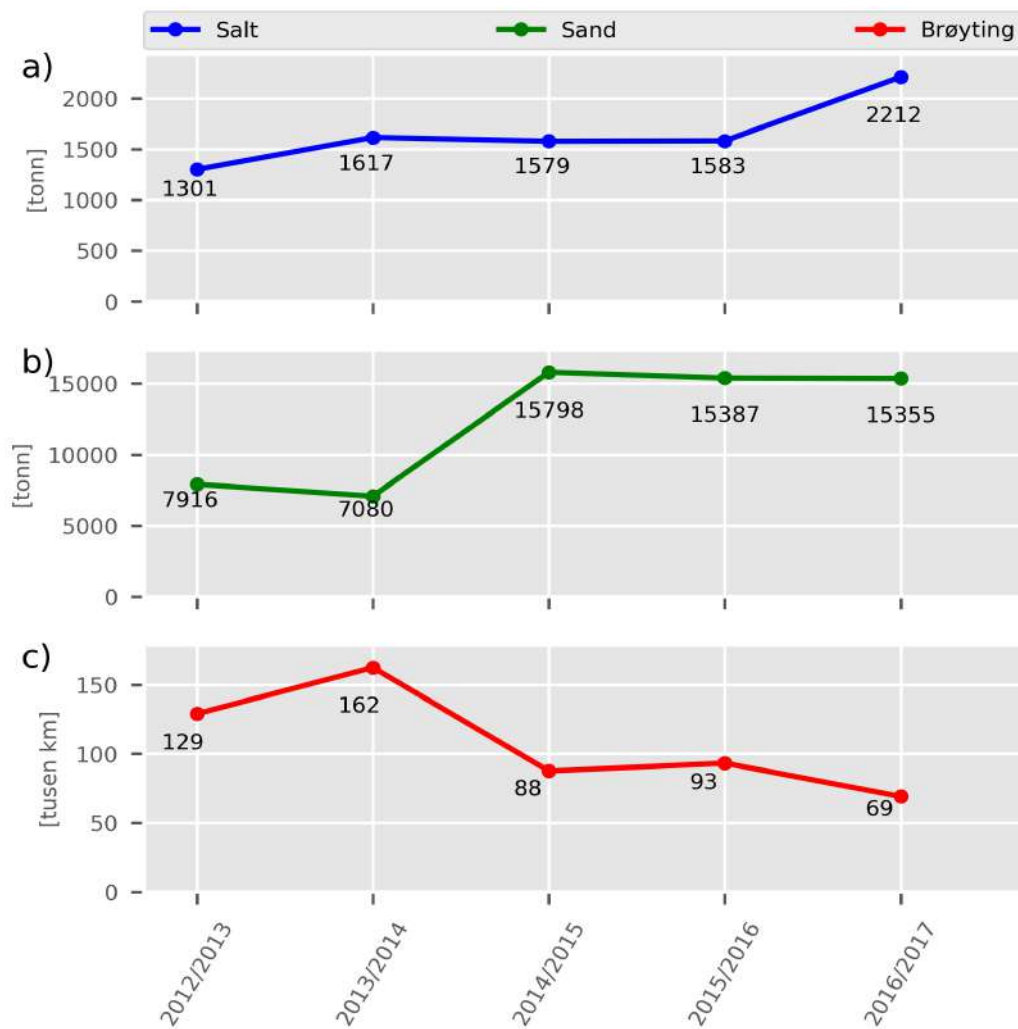 Salt Sand Brøyting
a)
2000
1500
1000
500
0
[tonn]
1301 1617 1579 1583 2212
b)
15000
10000
5000
0
[tonn]
7916 7080 15798 15387 15355
c)
150
100
50
0
[tusen km]
129 162 88 93 69
2012/2013 2013/2014 2014/2015 2015/2016 2016/2017